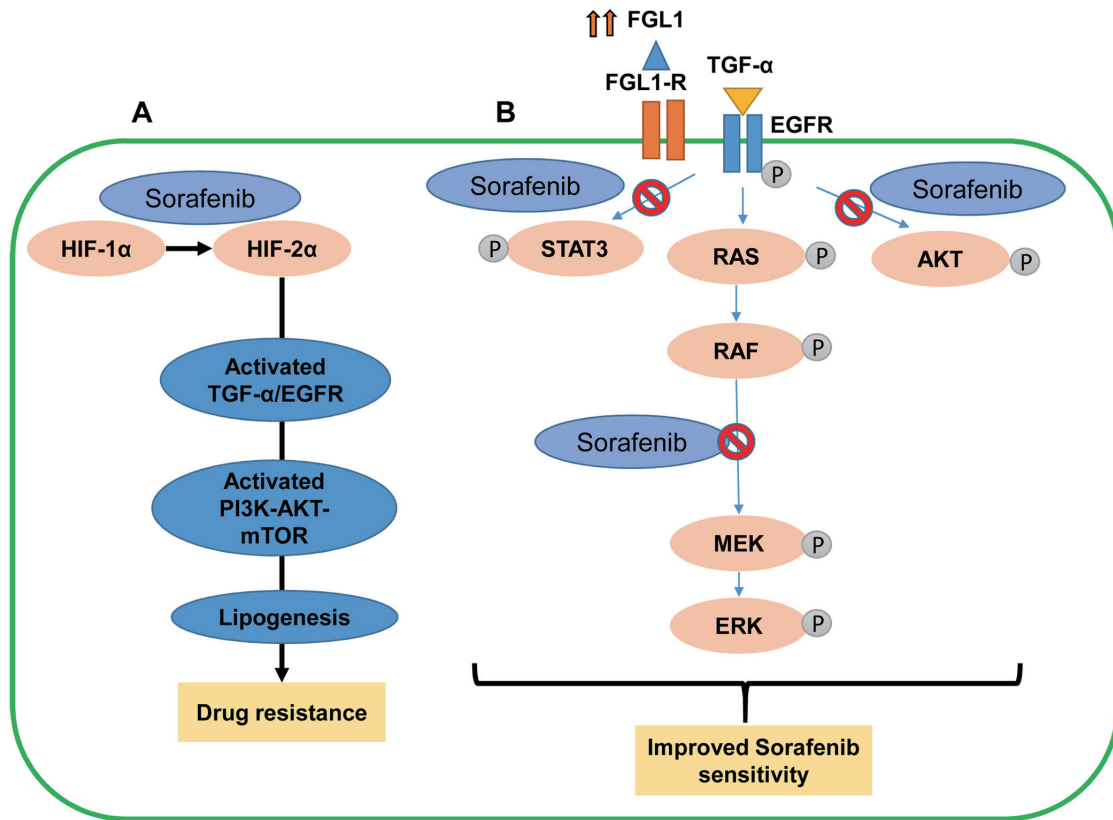 A
Sorafenib
HIF-1α
HIF-2α
Activated
TGF-α/EGFR
Activated
PI3K-AKT-
mTOR
Lipogenesis
Drug resistance
B
FGL1
FGL1-R
TGF-α
EGFR
P
Sorafenib
Sorafenib
P
STAT3
RAS
P
AKT
P
RAF
P
Sorafenib
MEK
P
ERK
P
Improved Sorafenib
sensitivity